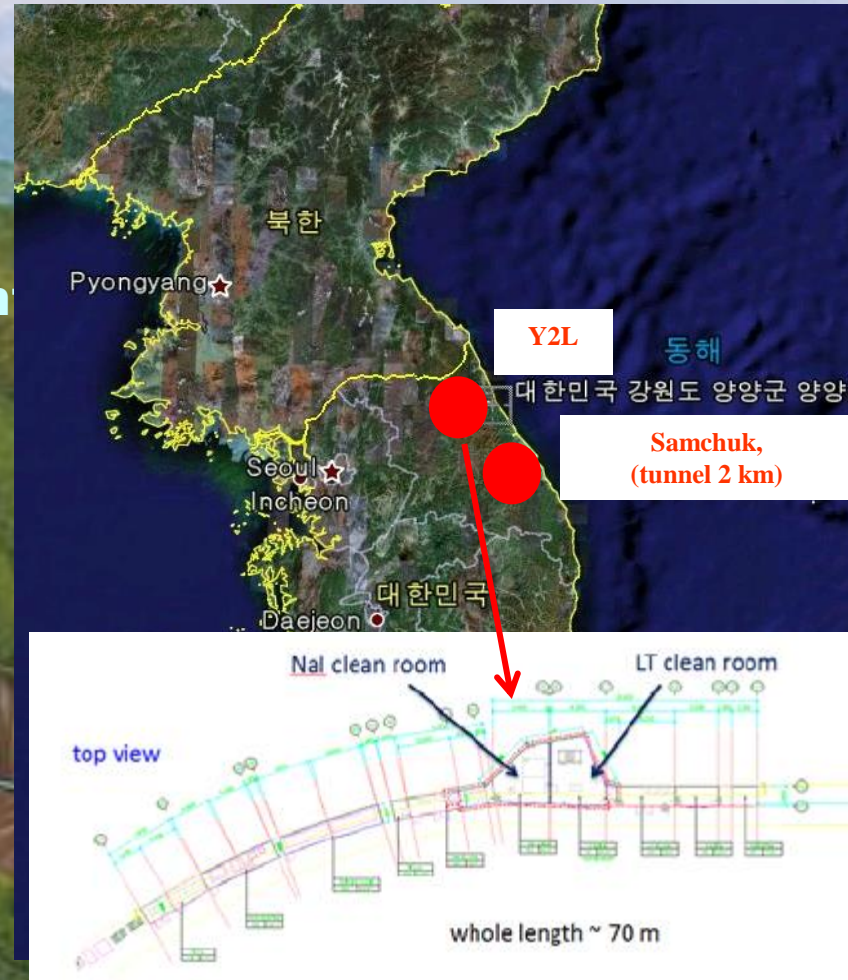 북한
Pyongyang
Y2L
동해
대한민국 강원도 양양군 양양
Samchuk,
(tunnel 2 km)
Seoul
Incheon
대한민국
Daejeon
NaI clean room
LT clean room
top view
whole length ~ 70 m